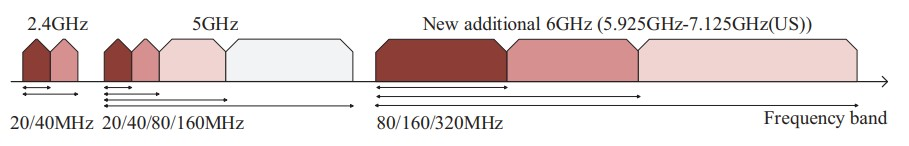 2.4GHz
5GHz
New additional 6GHz (5.925GHz-7.125GHz(US))
20/40MHz
20/40/80/160MHz
80/160/320MHz
Frequency band